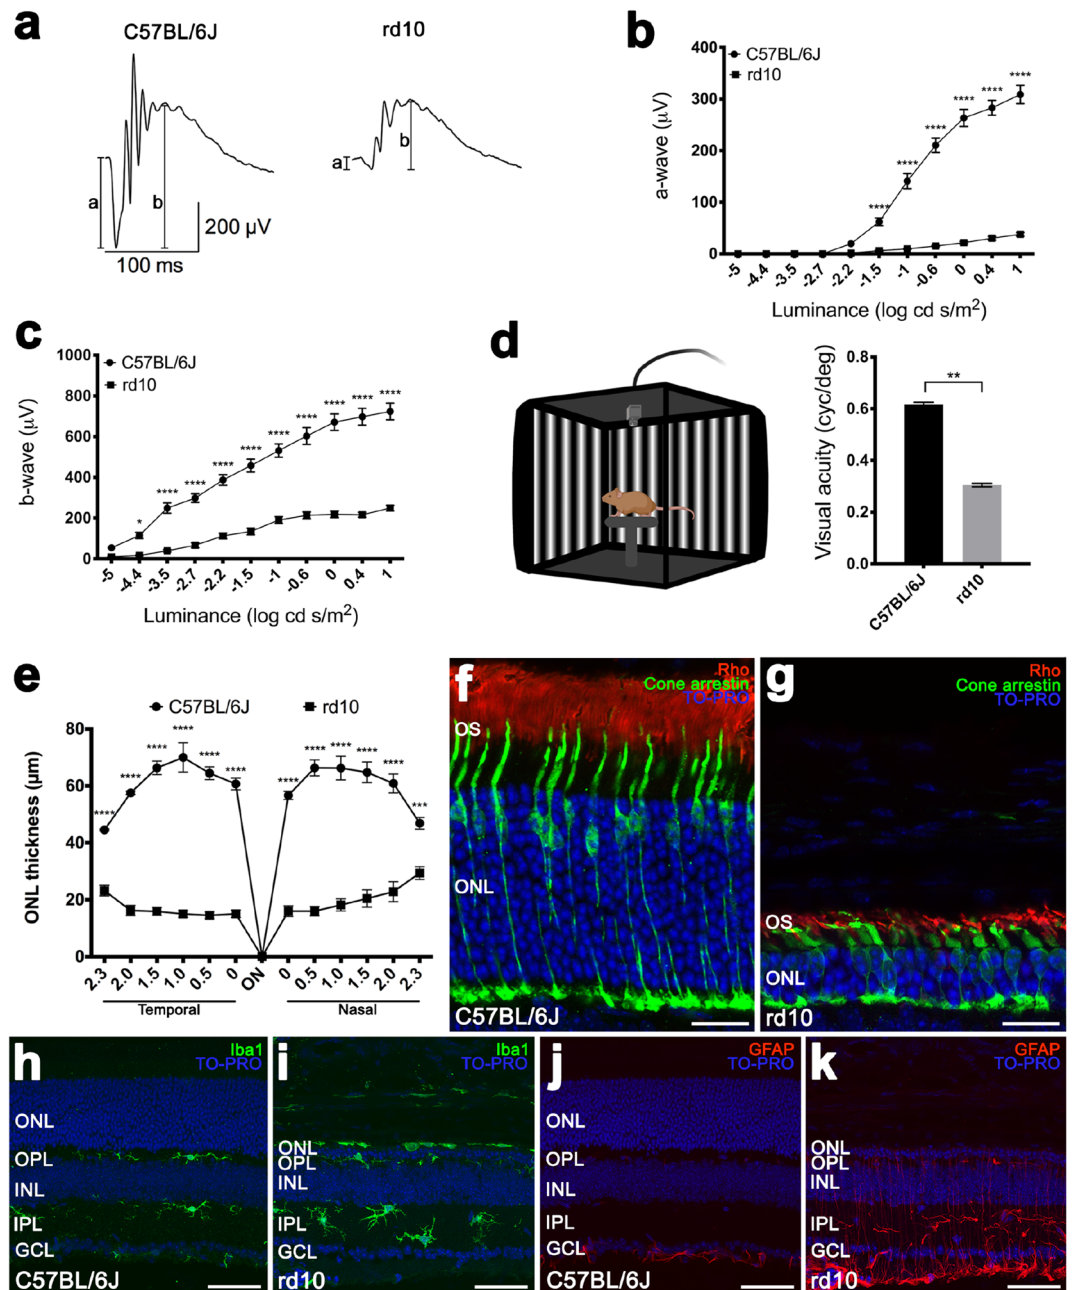 a
C57BL/6J
rd10
a
b
a
b
200 µV
100 ms
b
C57BL/6J
rd10
a-wave (µV)
400
300
200
100
0
****
****
****
****
****
****
-5
-4.4
-3.5
-2.7
-2.2
-1.5
-1
-0.6
0
0.4
1
Luminance (log cd s/m²)
c
C57BL/6J
rd10
b-wave (µV)
1000
800
600
400
200
0
*
****
****
****
****
****
****
****
****
****
-5
-4.4
-3.5
-2.7
-2.2
-1.5
-1
-0.6
0
0.4
1
Luminance (log cd s/m²)
d
Visual acuity (cyc/deg)
0.8
0.6
0.4
0.2
0.0
**
C57BL/6J
rd10
e
C57BL/6J
rd10
ONL thickness (µm)
80
60
40
20
0
****
****
****
****
****
****
****
****
****
****
****
***
2.3
2.0
1.5
1.0
0.5
0
ON
0
0.5
1.0
1.5
2.0
2.3
Temporal
Nasal
f
Rho
Cone arrestin
TO-PRO
OS
ONL
C57BL/6J
g
Rho
Cone arrestin
TO-PRO
OS
ONL
rd10
h
Iba1
TO-PRO
ONL
OPL
INL
IPL
GCL
C57BL/6J
i
Iba1
TO-PRO
ONL
OPL
INL
IPL
GCL
rd10
j
GFAP
TO-PRO
ONL
OPL
INL
IPL
GCL
C57BL/6J
k
GFAP
TO-PRO
ONL
OPL
INL
IPL
GCL
rd10